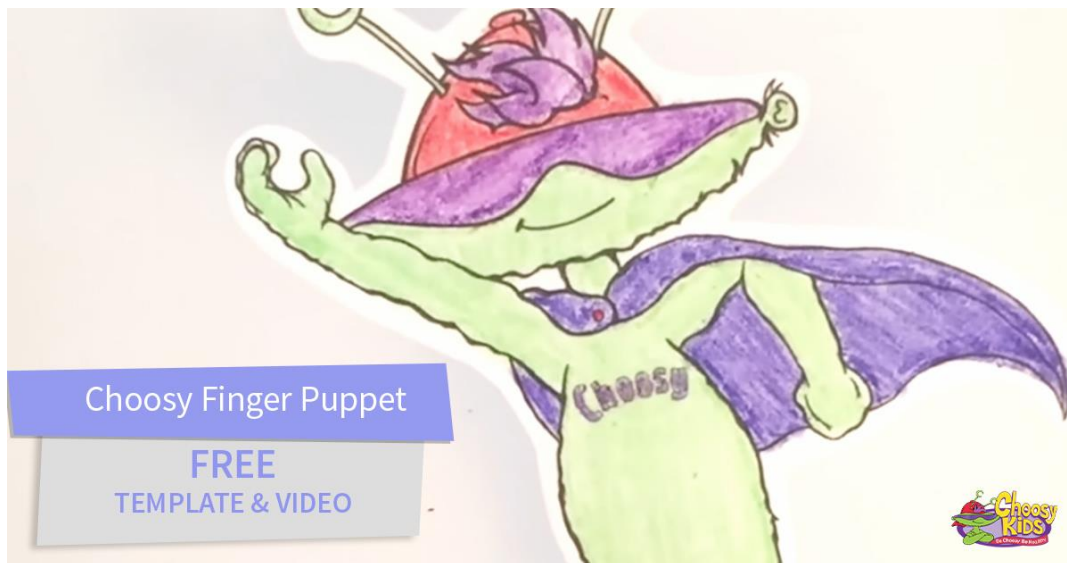 Choosy
Choosy Finger Puppet
FREE
TEMPLATE & VIDEO
Choosy
KIDS